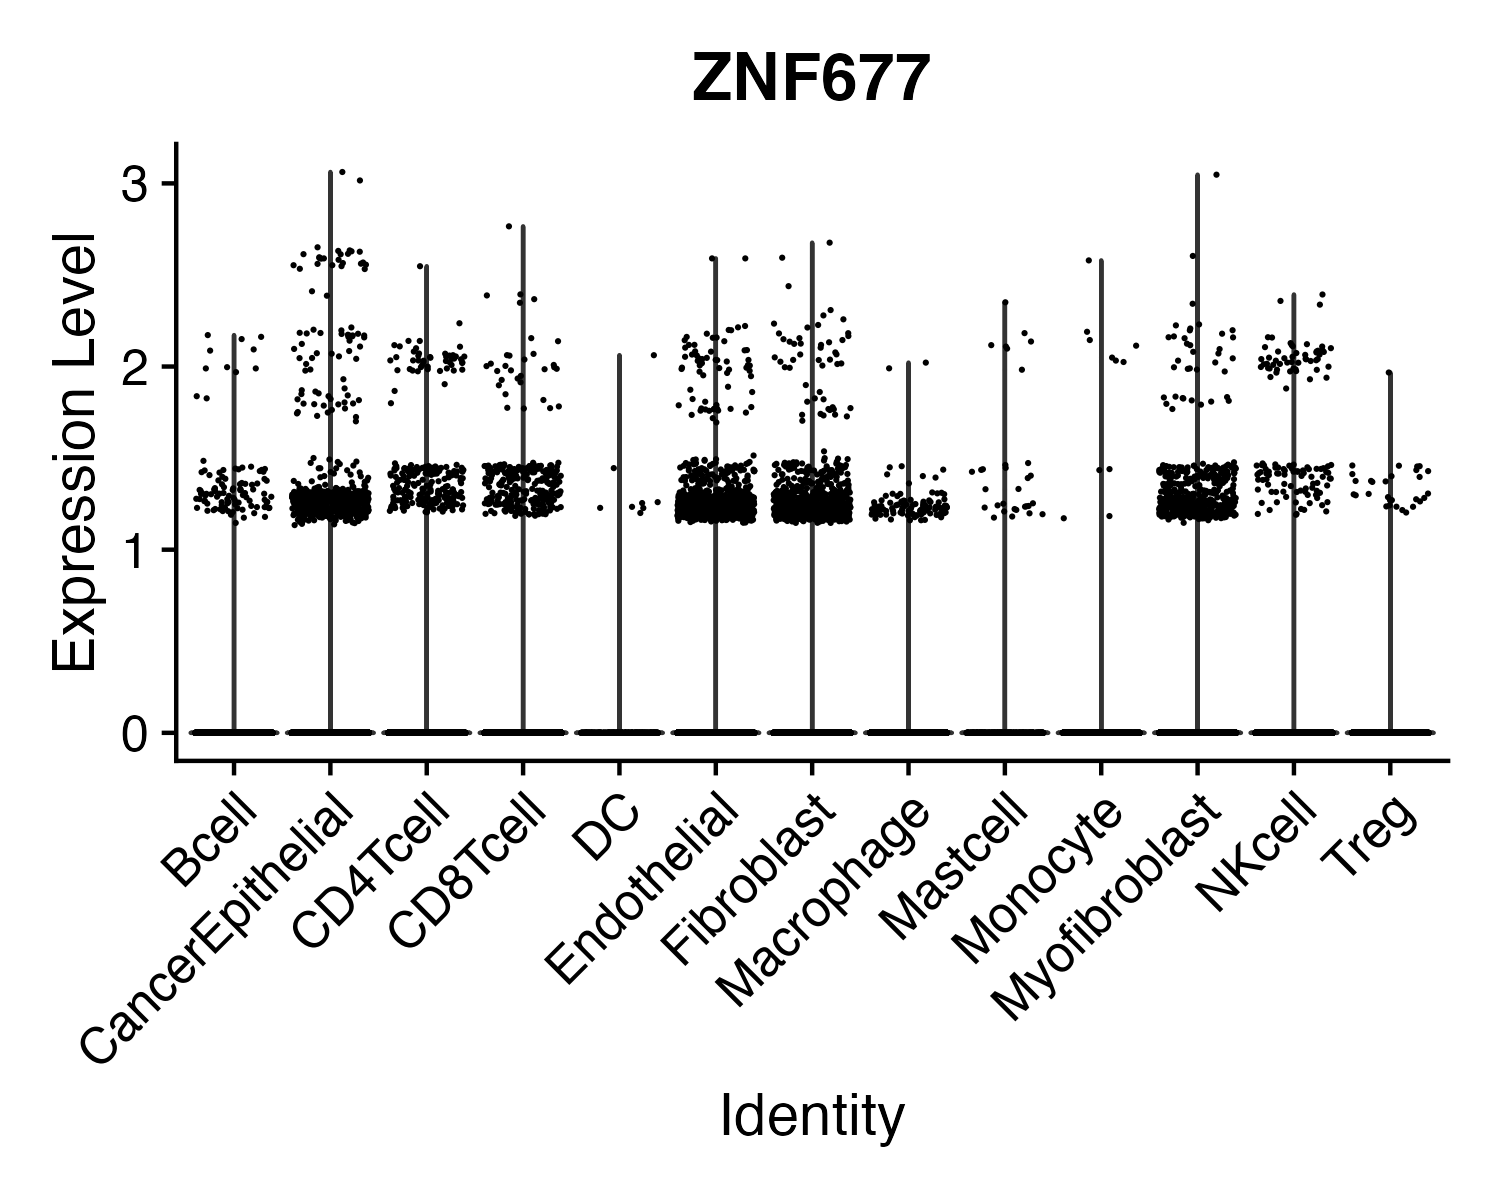 ZNF677
Expression Level
3
2
1
0
Bcell
CancerEpithelial
CD4Tcell
CD8Tcell
DC
Endothelial
Fibroblast
Macrophage
Mastcell
Monocyte
Myofibroblast
NKcell
Treg
Identity